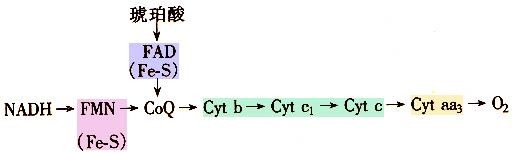 琥珀酸
FAD
(Fe-S)
NADH→FMN→CoQ→Cyt b→Cyt c₁→Cyt c→Cyt aa₃→O₂
(Fe-S)